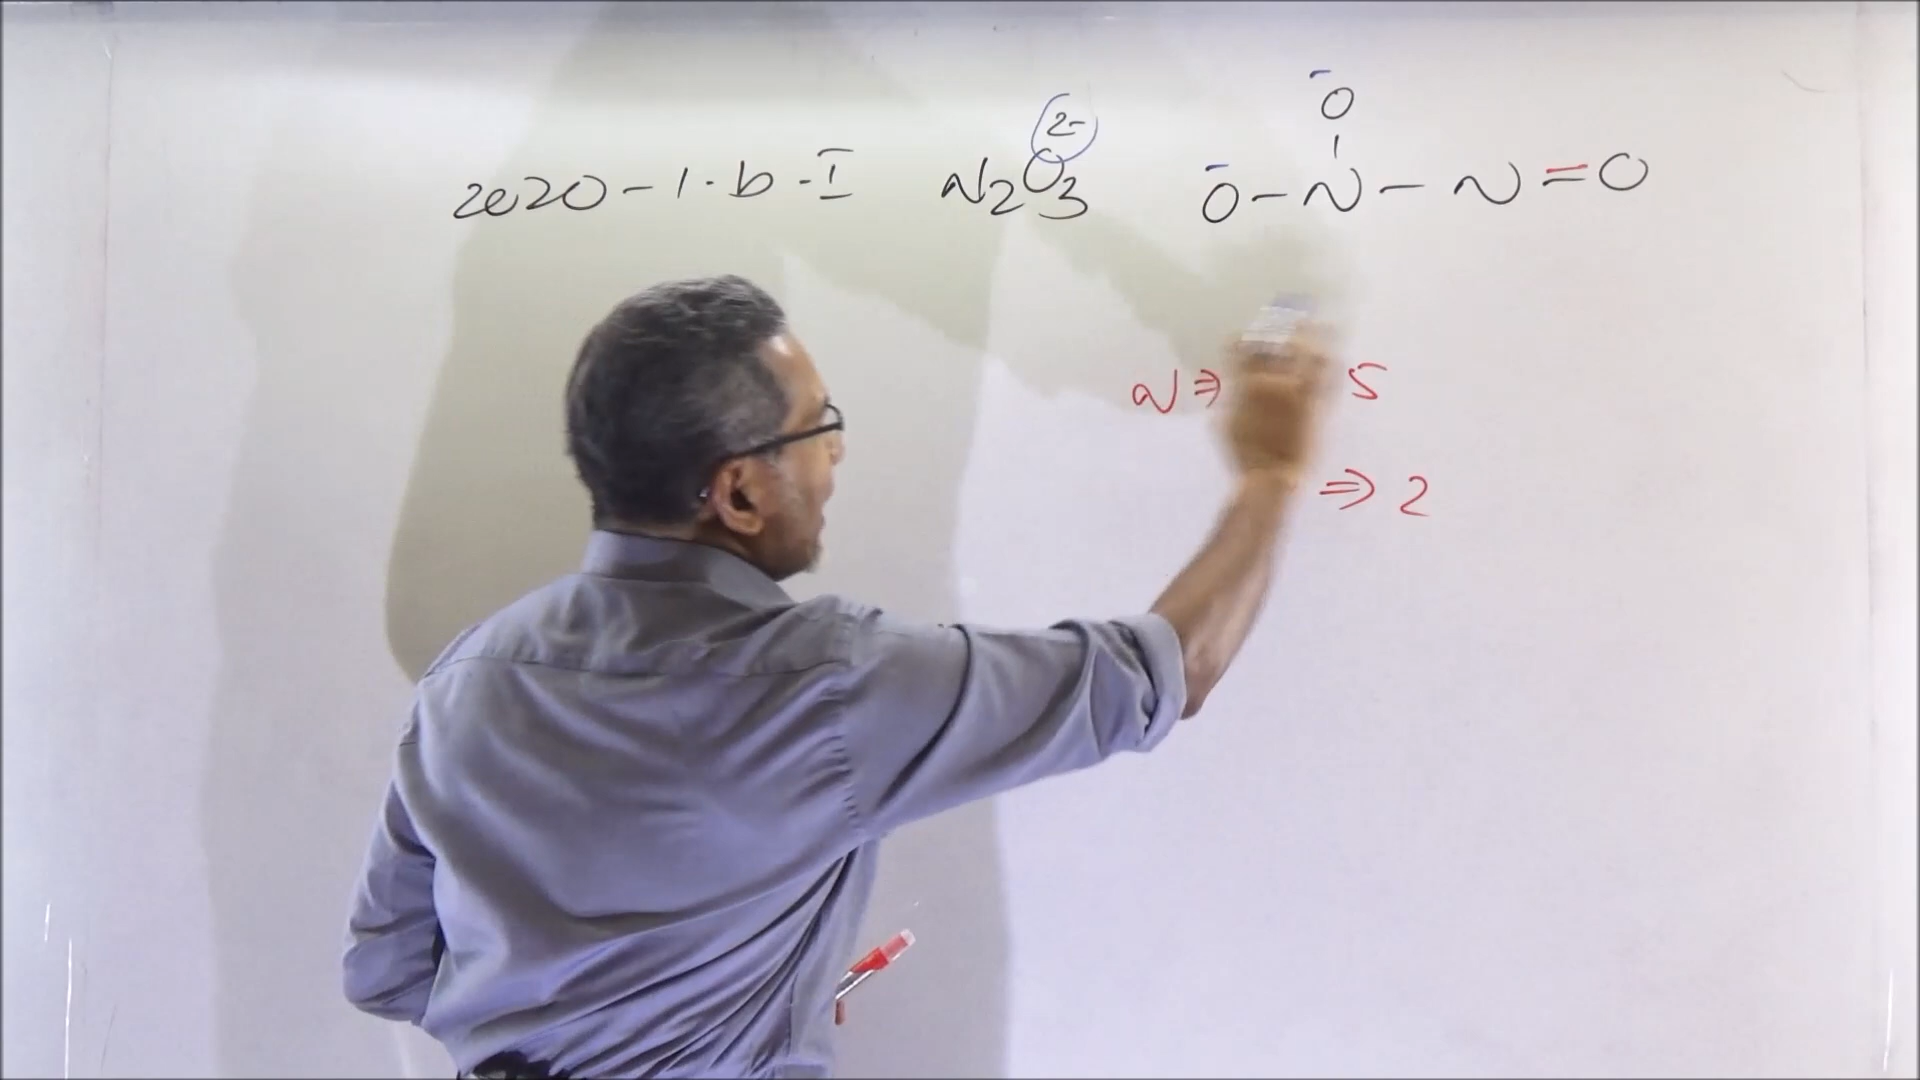 2020 - 1 . b . I N2O3 2-
-
O
|
-
O - N - N = O
N ⇒ 5
⇒ 2